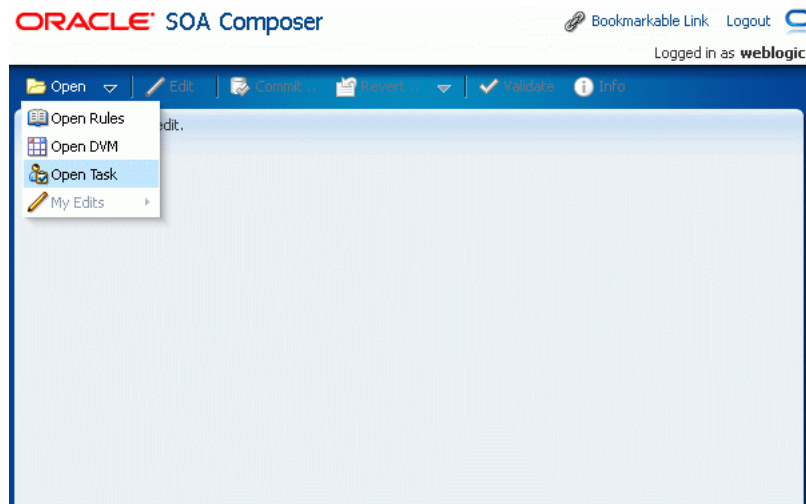 ORACLE SOA Composer Bookmarkable Link Logout
Logged in as weblogic
Open Edit Commit .. Revert .. Validate Info
Open Rules edit.
Open DVM
Open Task
My Edits